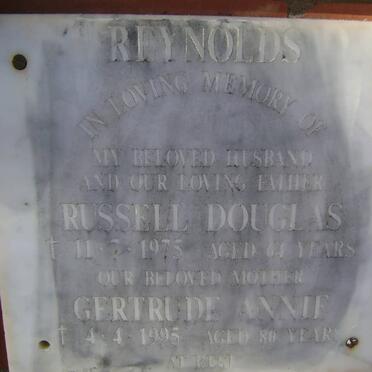 REYNOLDS
IN LOVING MEMORY OF
MY BELOVED HUSBAND
AND OUR LOVING FATHER
RUSSELL DOUGLAS
† 11-7-1975 AGED 64 YEARS
OUR BELOVED MOTHER
GERTRUDE ANNIE
† 4-4-1995 AGED 80 YEARS
AT REST